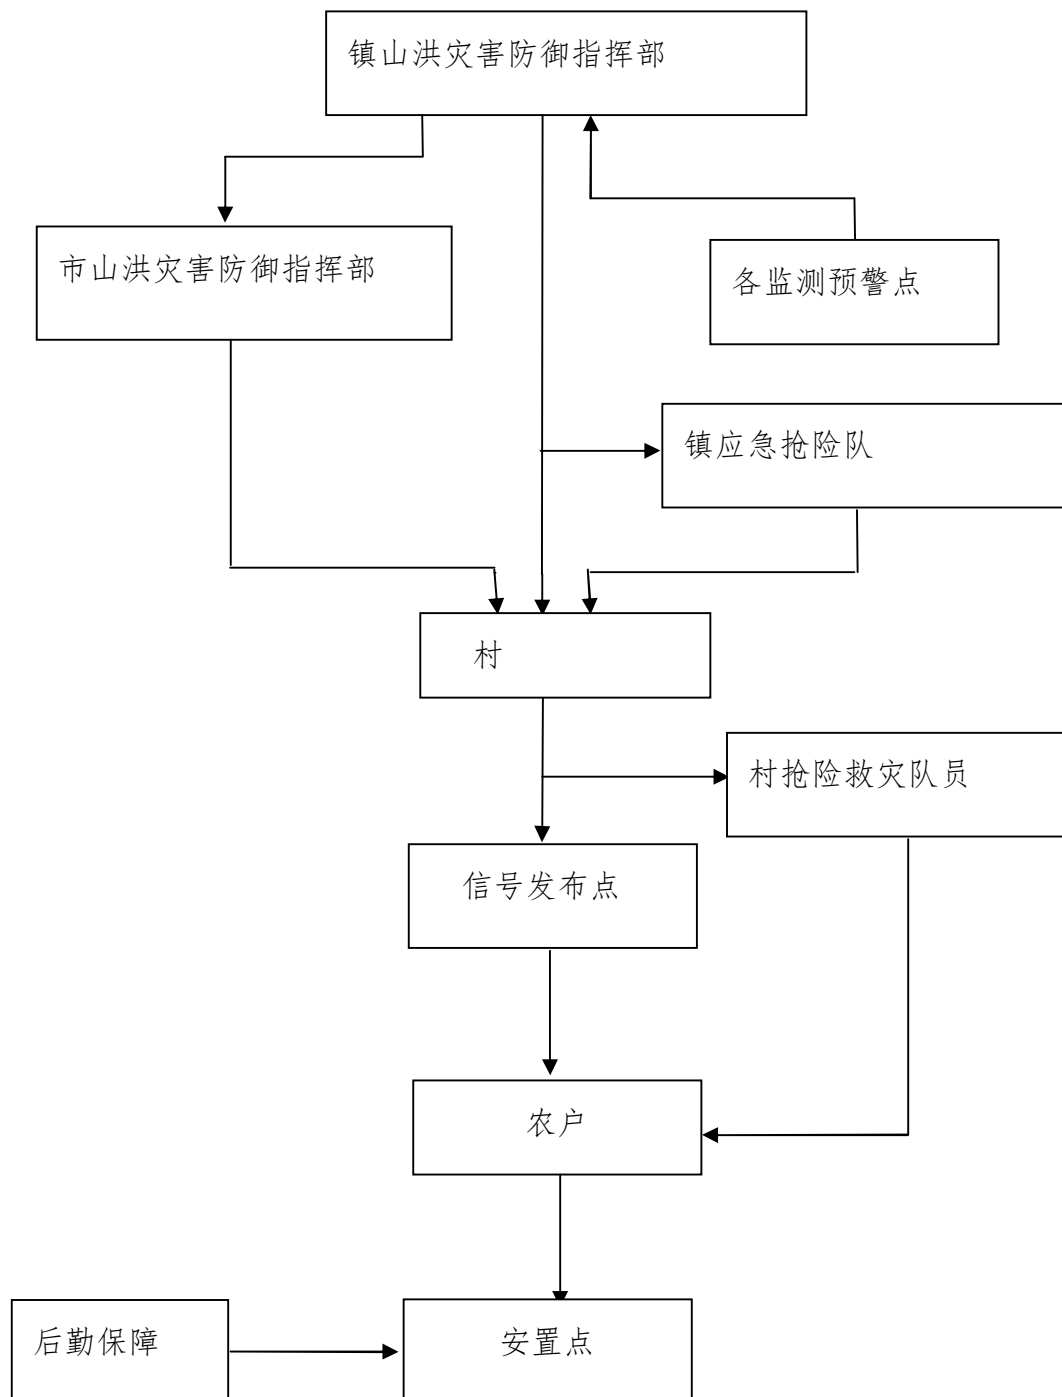 镇山洪灾害防御指挥部
市山洪灾害防御指挥部
各监测预警点
镇应急抢险队
村
村抢险救灾队员
信号发布点
农户
后勤保障
安置点